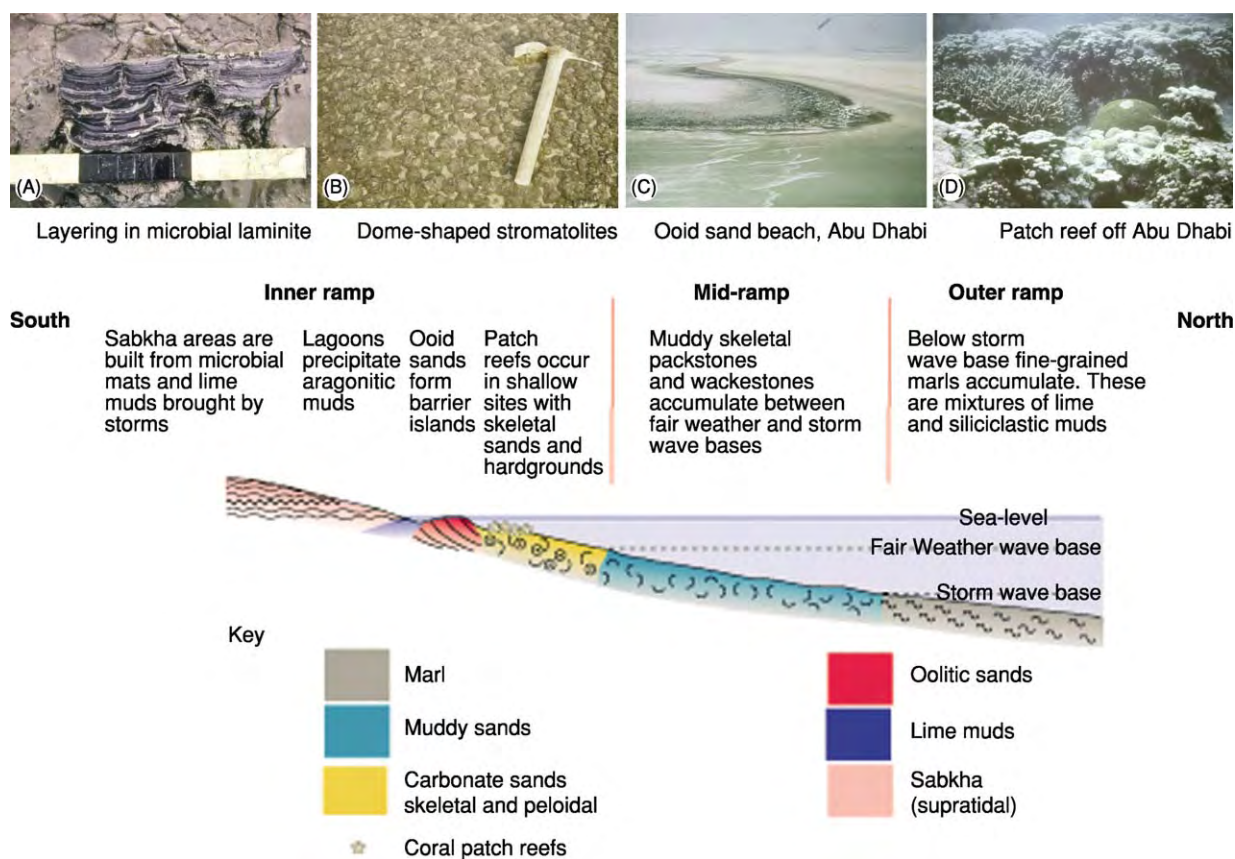 (A)
(B)
(C)
(D)
Layering in microbial laminite
Dome-shaped stromatolites
Ooid sand beach, Abu Dhabi
Patch reef off Abu Dhabi
Inner ramp
Mid-ramp
Outer ramp
South
North
Sabkha areas are
built from microbial
mats and lime
muds brought by
storms
Lagoons
precipitate
aragonitic
muds
Ooid
sands
form
barrier
islands
Patch
reefs occur
in shallow
sites with
skeletal
sands and
hardgrounds
Muddy skeletal
packstones
and wackestones
accumulate between
fair weather and storm
wave bases
Below storm
wave base fine-grained
marls accumulate. These
are mixtures of lime
and siliciclastic muds
Sea-level
Fair Weather wave base
Storm wave base
Key
Marl
Muddy sands
Carbonate sands
skeletal and peloidal
Coral patch reefs
Oolitic sands
Lime muds
Sabkha
(supratidal)